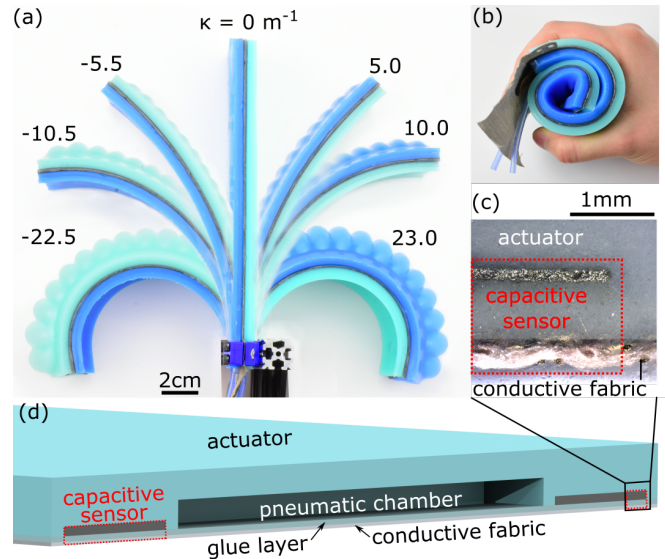 (a)
κ = 0 m⁻¹
-5.5
5.0
-10.5
10.0
-22.5
23.0
2cm
(b)
(c)
1mm
actuator
capacitive
sensor
conductive fabric
(d)
actuator
capacitive
sensor
pneumatic chamber
glue layer
conductive fabric